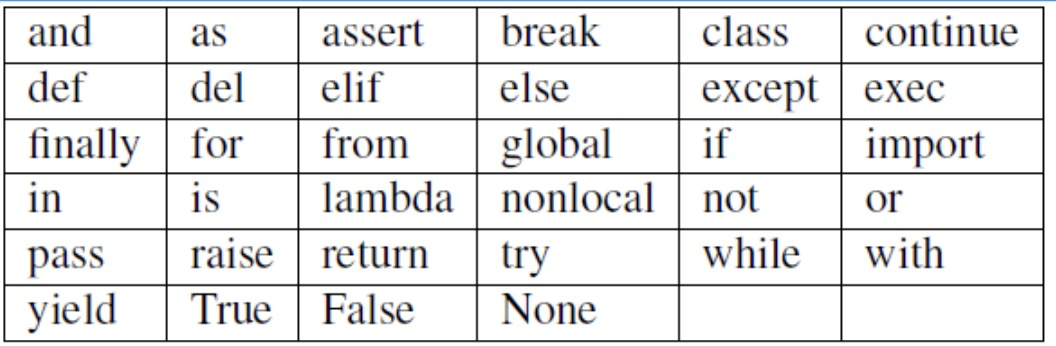 and as assert break class continue
def del elif else except exec
finally for from global if import
in is lambda nonlocal not or
pass raise return try while with
yield True False None